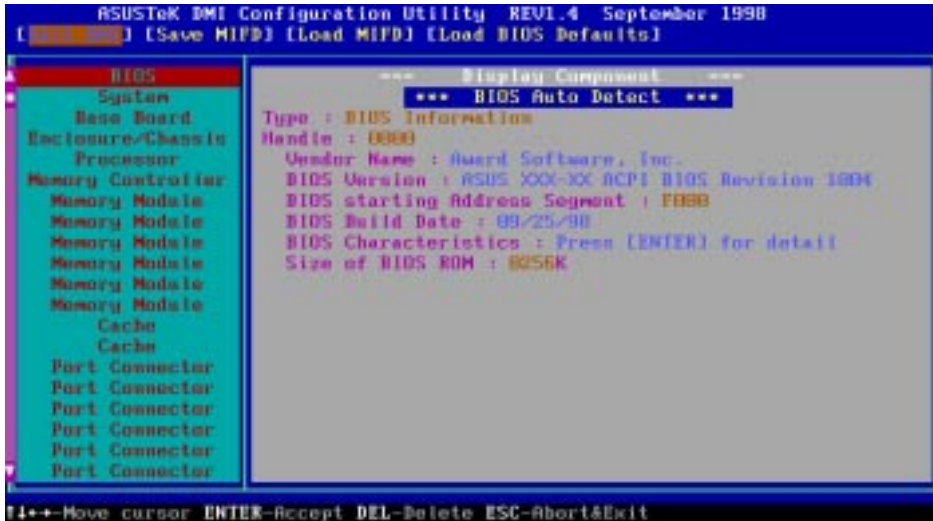 ASUSTeK DMI Configuration Utility REV1.4 September 1998
[Edit DMI] [Save MIFD] [Load MIFD] [Load BIOS Defaults]
BIOS
System
Base Board
Enclosure/Chassis
Processor
Memory Controller
Memory Module
Memory Module
Memory Module
Memory Module
Memory Module
Memory Module
Cache
Cache
Port Connector
Port Connector
Port Connector
Port Connector
Port Connector
Port Connector
=== Display Component ===
*** BIOS Auto Detect ***
Type : BIOS Information
Handle : 0000
Vendor Name : Award Software, Inc.
BIOS Version : ASUS XXX-XX ACPI BIOS Revision 1004
BIOS starting Address Segment : F000
BIOS Build Date : 09/25/98
BIOS Characteristics : Press [ENTER] for detail
Size of BIOS ROM : 0256K
↑↓←→-Move cursor ENTER-Accept DEL-Delete ESC-Abort&Exit